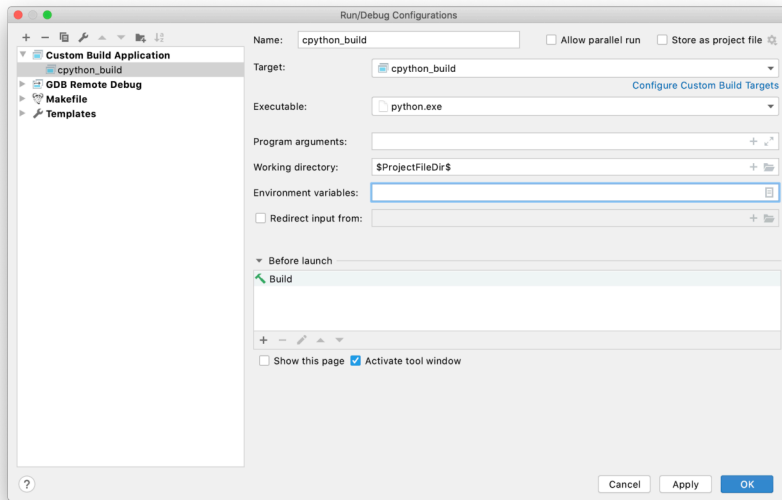 Run/Debug Configurations
Custom Build Application
cpython_build
GDB Remote Debug
Makefile
Templates
Name: cpython_build Allow parallel run Store as project file
Target: cpython_build
Configure Custom Build Targets
Executable: python.exe
Program arguments:
Working directory: $ProjectFileDir$
Environment variables:
Redirect input from:
Before launch
Build
Show this page Activate tool window
? Cancel Apply OK